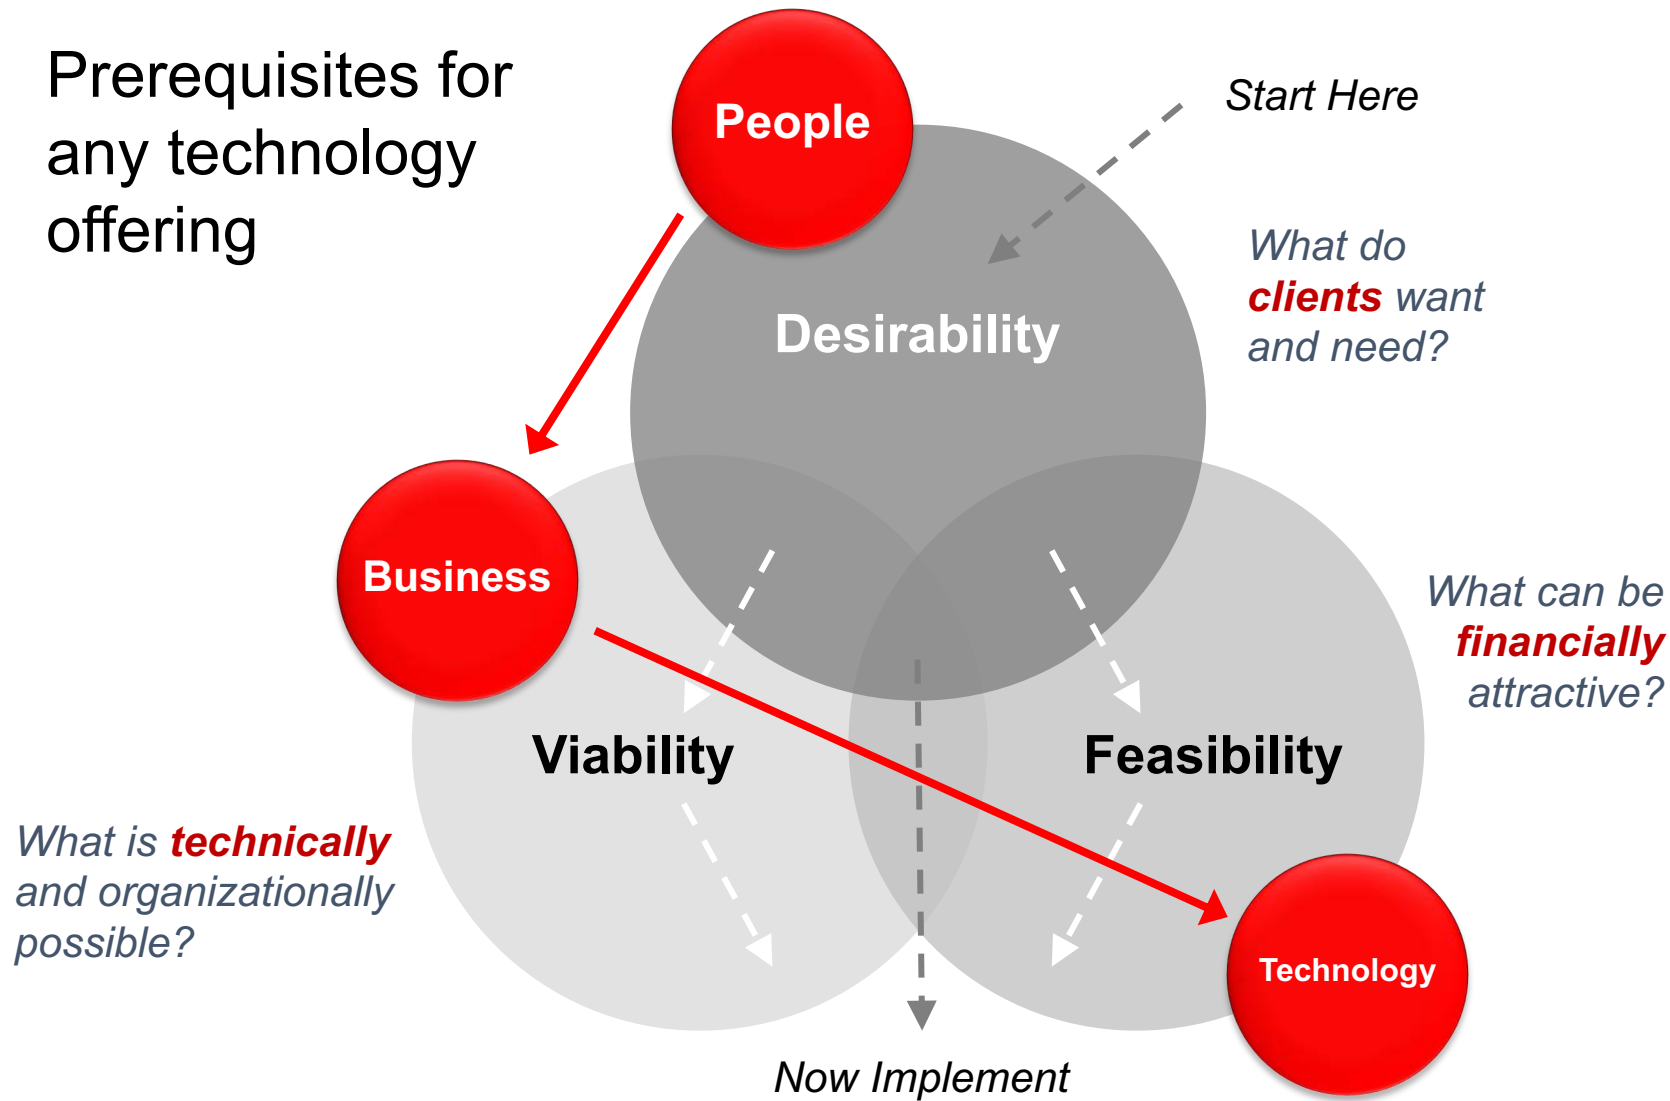 Prerequisites for
any technology
offering
People
Start Here
What do
clients want
and need?
Desirability
Business
What can be
financially
attractive?
Viability
Feasibility
What is technically
and organizationally
possible?
Technology
Now Implement